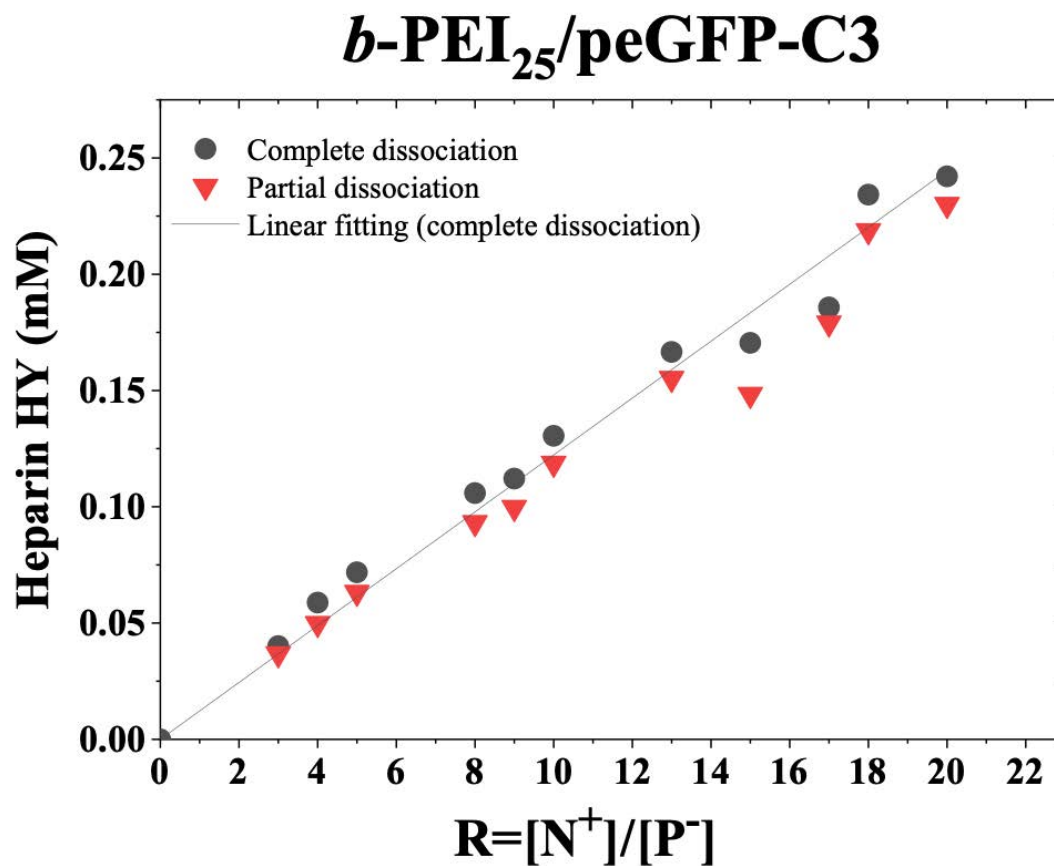 b-PEI25/peGFP-C3
Complete dissociation
Partial dissociation
Linear fitting (complete dissociation)
Heparin HY (mM)
0.25
0.20
0.15
0.10
0.05
0.00
0 2 4 6 8 10 12 14 16 18 20 22
R=[N⁺]/[P⁻]